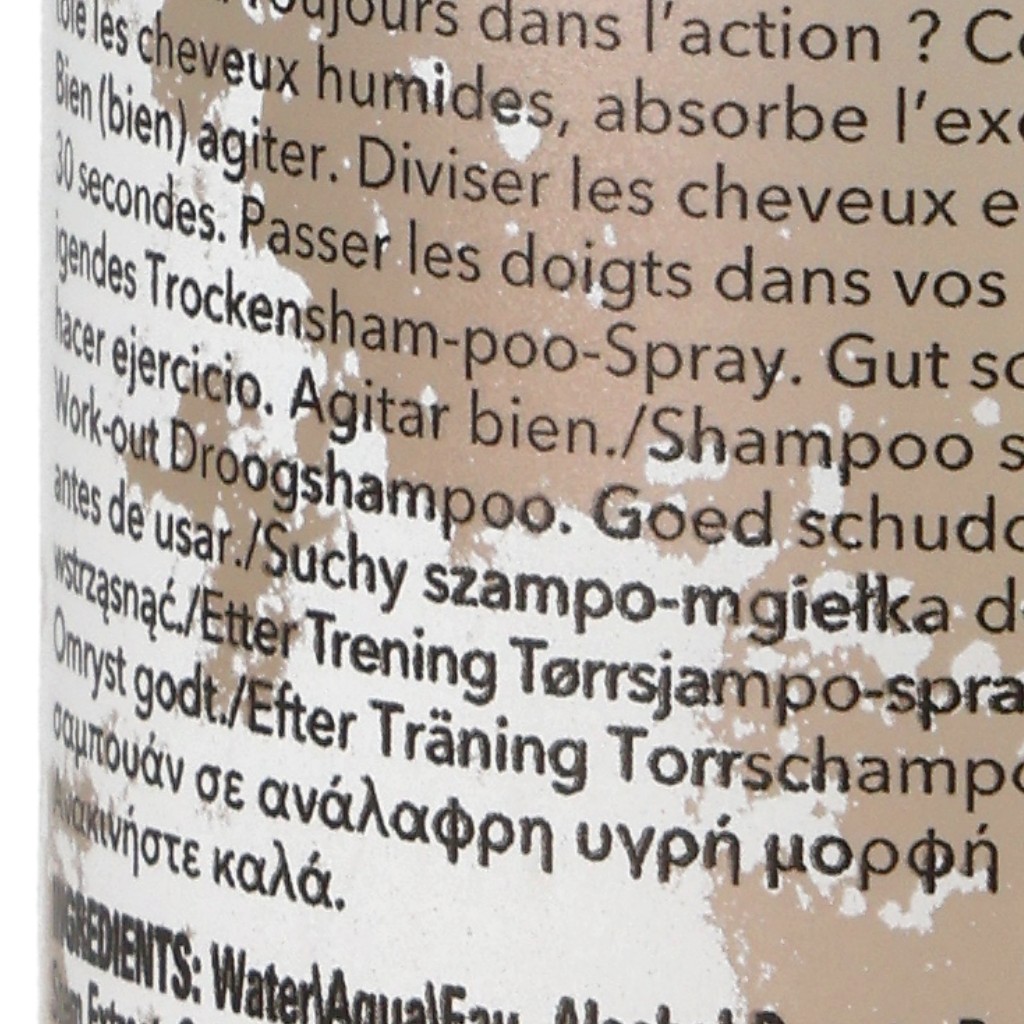 Toujours dans l'action ? C
les cheveux humides, absorbe l'ex
Bien (bien) agiter. Diviser les cheveux e
30 secondes. Passer les doigts dans vos
igendes Trockensham-poo-Spray. Gut sc
hacer ejercicio. Agitar bien./Shampoo s
Work-out Droogshampoo. Goed schudd
antes de usar./Suchy szampo-mgiełka d
wstrząsnąć./Etter Trening Tørrsjampo-spra
Omryst godt./Efter Träning Torrschampo
σαμπουάν σε ανάλαφρη υγρή μορφή
Ανακινήστε καλά.
INGREDIENTS: Water\Aqua\Eau,